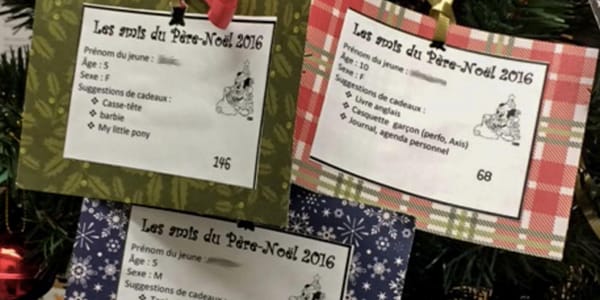 Les amis du Père-Noël 2016
Prénom du jeune :
Âge : 5
Sexe : F
Suggestions de cadeaux :
❖ Casse-tête
❖ barbie
❖ My little pony
146
Les amis du Père-Noël 2016
Prénom du jeune :
Âge : 10
Sexe : F
Suggestions de cadeaux :
❖ Livre anglais
❖ Casquette garçon (perfo, Axis)
❖ Journal, agenda personnel
68
Les amis du Père-Noël 2016
Prénom du jeune :
Âge : 5
Sexe : M
Suggestions de cadeaux :